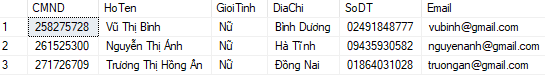 CMND HoTen GioiTinh DiaChi SoDT Email
1 258275728 Vũ Thị Bình Nữ Bình Dương 02491848777 vubinh@gmail.com
2 261525300 Nguyễn Thị Ánh Nữ Hà Tĩnh 09435930582 nguyenanh@gmail.com
3 271726709 Trương Thị Hồng Ân Nữ Đồng Nai 01864031028 truongan@gmail.com